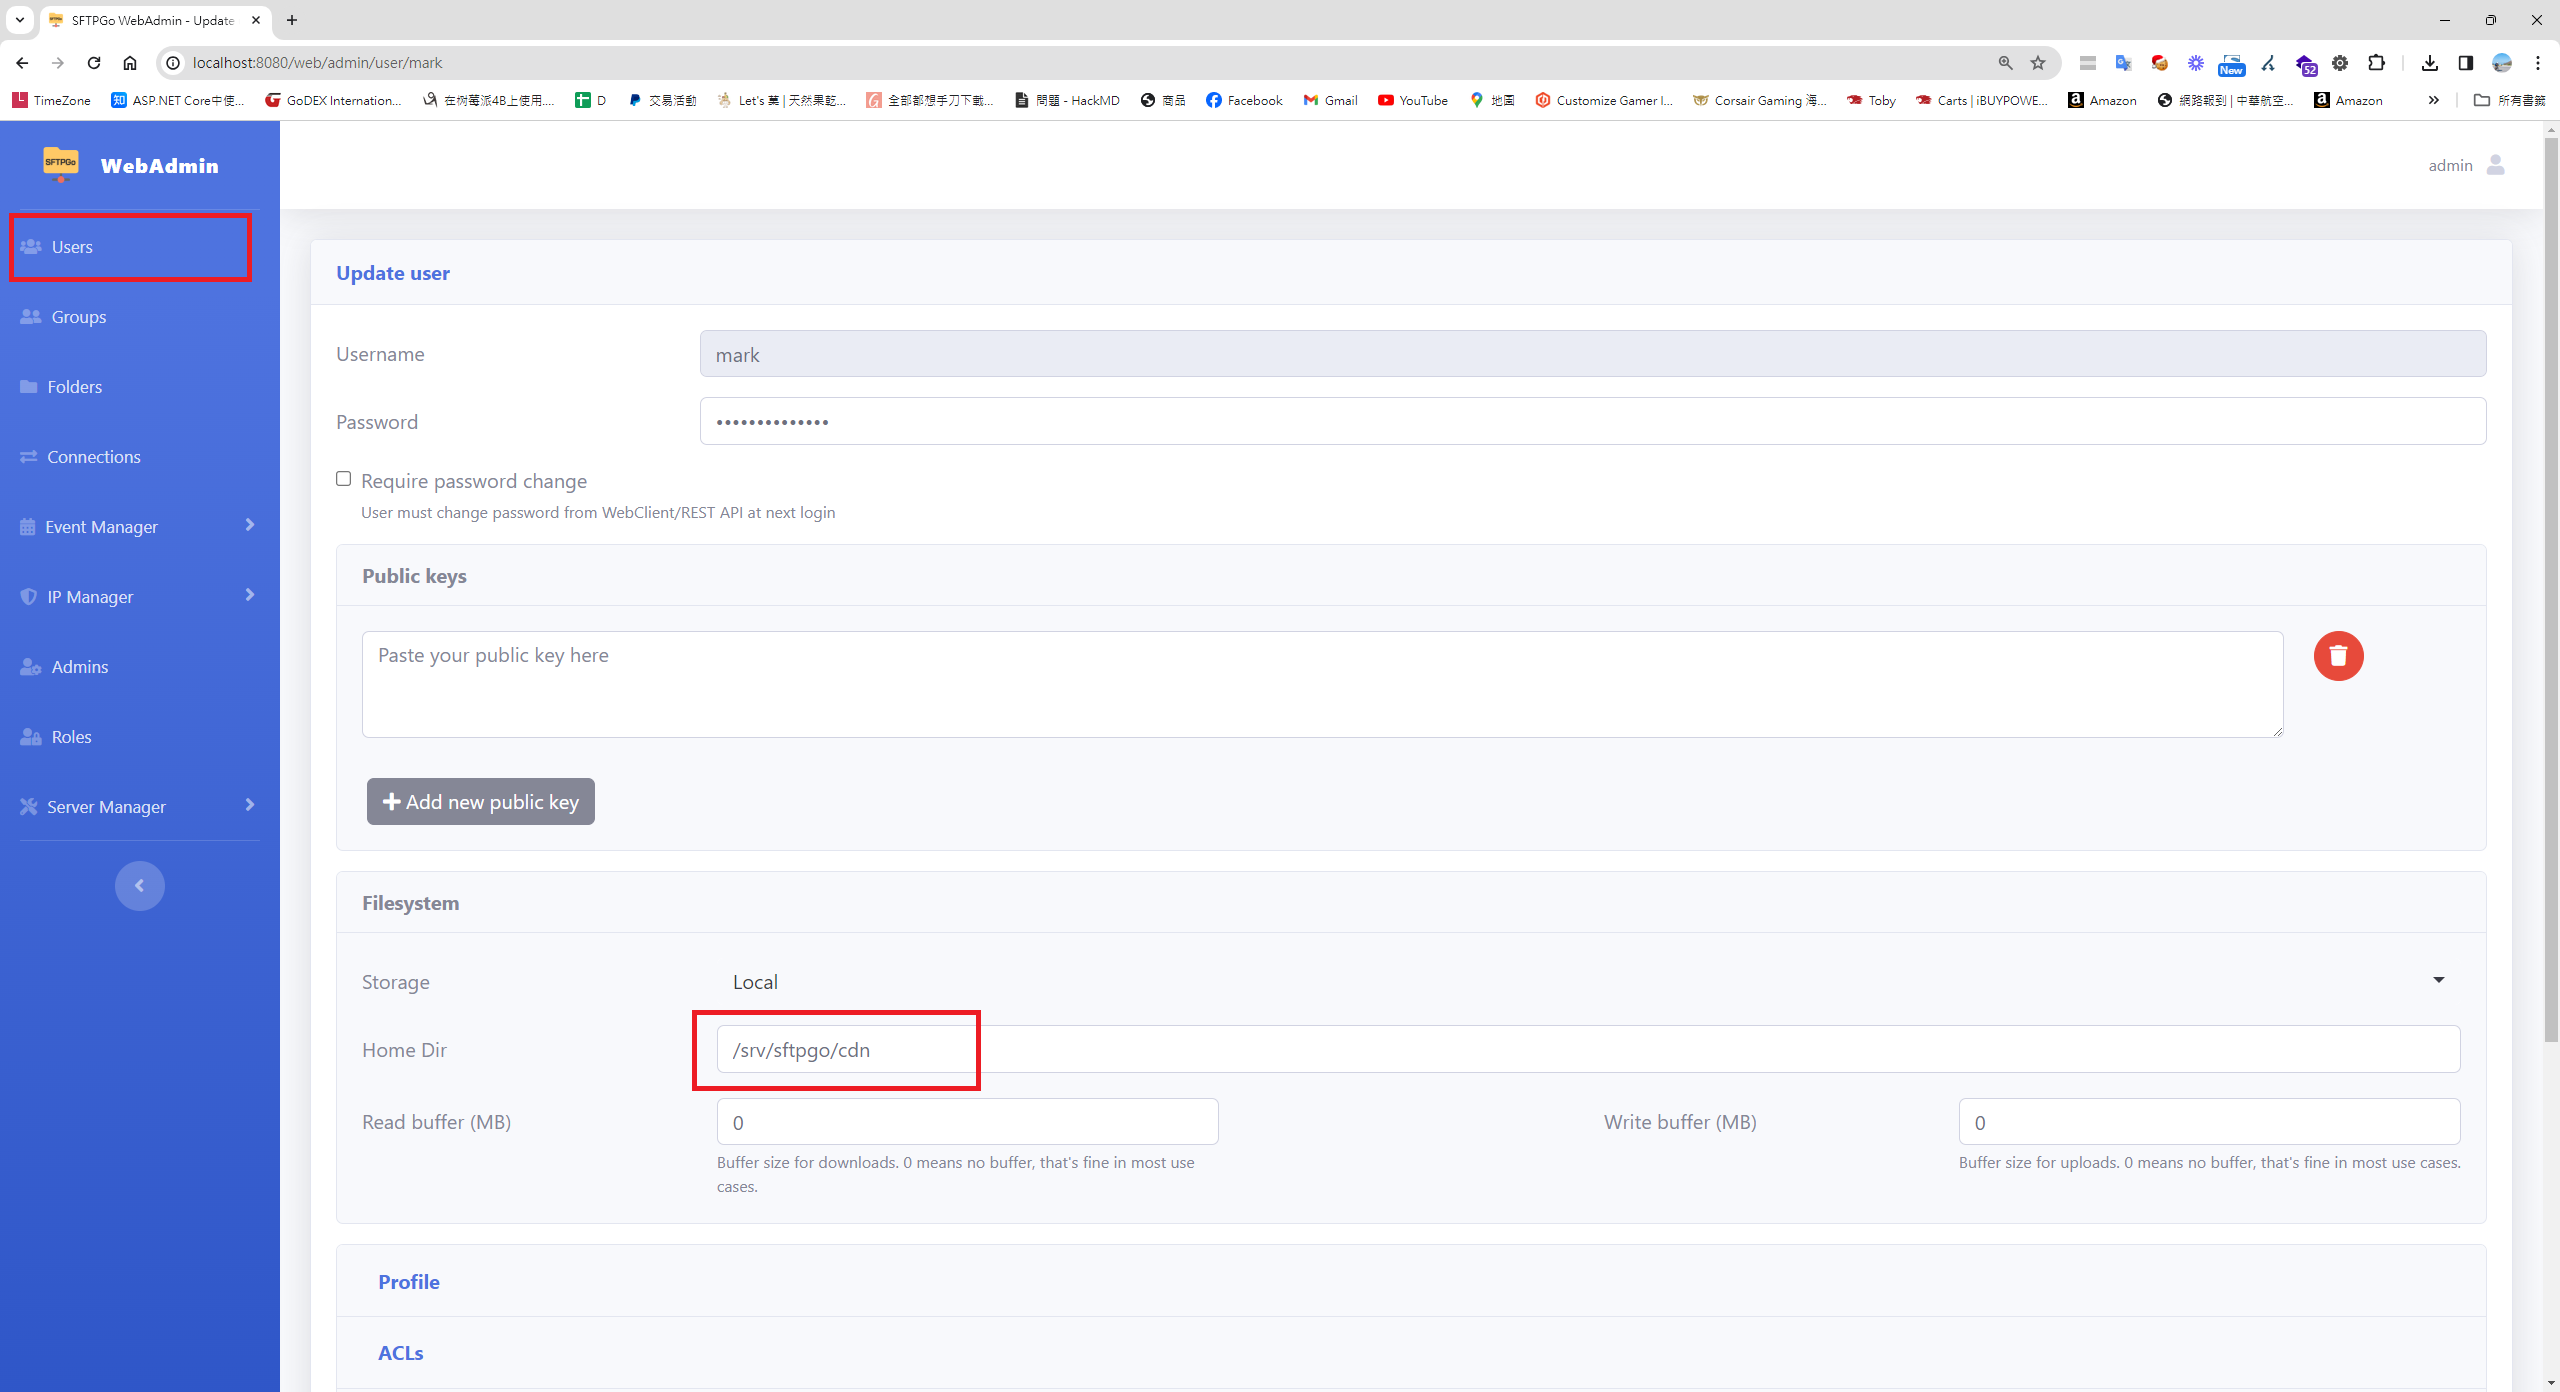 SFTPGo WebAdmin - Update
localhost:8080/web/admin/user/mark
New
52
TimeZone
ASP.NET Core中使...
GoDEX Internation...
在树莓派4B上使用....
D
交易活動
Let's 菓 | 天然果乾...
全部都想手刀下載...
問題 - HackMD
商品
Facebook
Gmail
YouTube
地圖
Customize Gamer I...
Corsair Gaming 海...
Toby
Carts | iBUYPOWE...
Amazon
網路報到 | 中華航空...
Amazon
所有書籤
SFTPGo
WebAdmin
admin
Users
Groups
Folders
Connections
Event Manager
IP Manager
Admins
Roles
Server Manager
Update user
Username
mark
Password
••••••••••••••
Require password change
User must change password from WebClient/REST API at next login
Public keys
Paste your public key here
Add new public key
Filesystem
Storage
Local
Home Dir
/srv/sftpgo/cdn
Read buffer (MB)
0
Buffer size for downloads. 0 means no buffer, that's fine in most use
cases.
Write buffer (MB)
0
Buffer size for uploads. 0 means no buffer, that's fine in most use cases.
Profile
ACLs